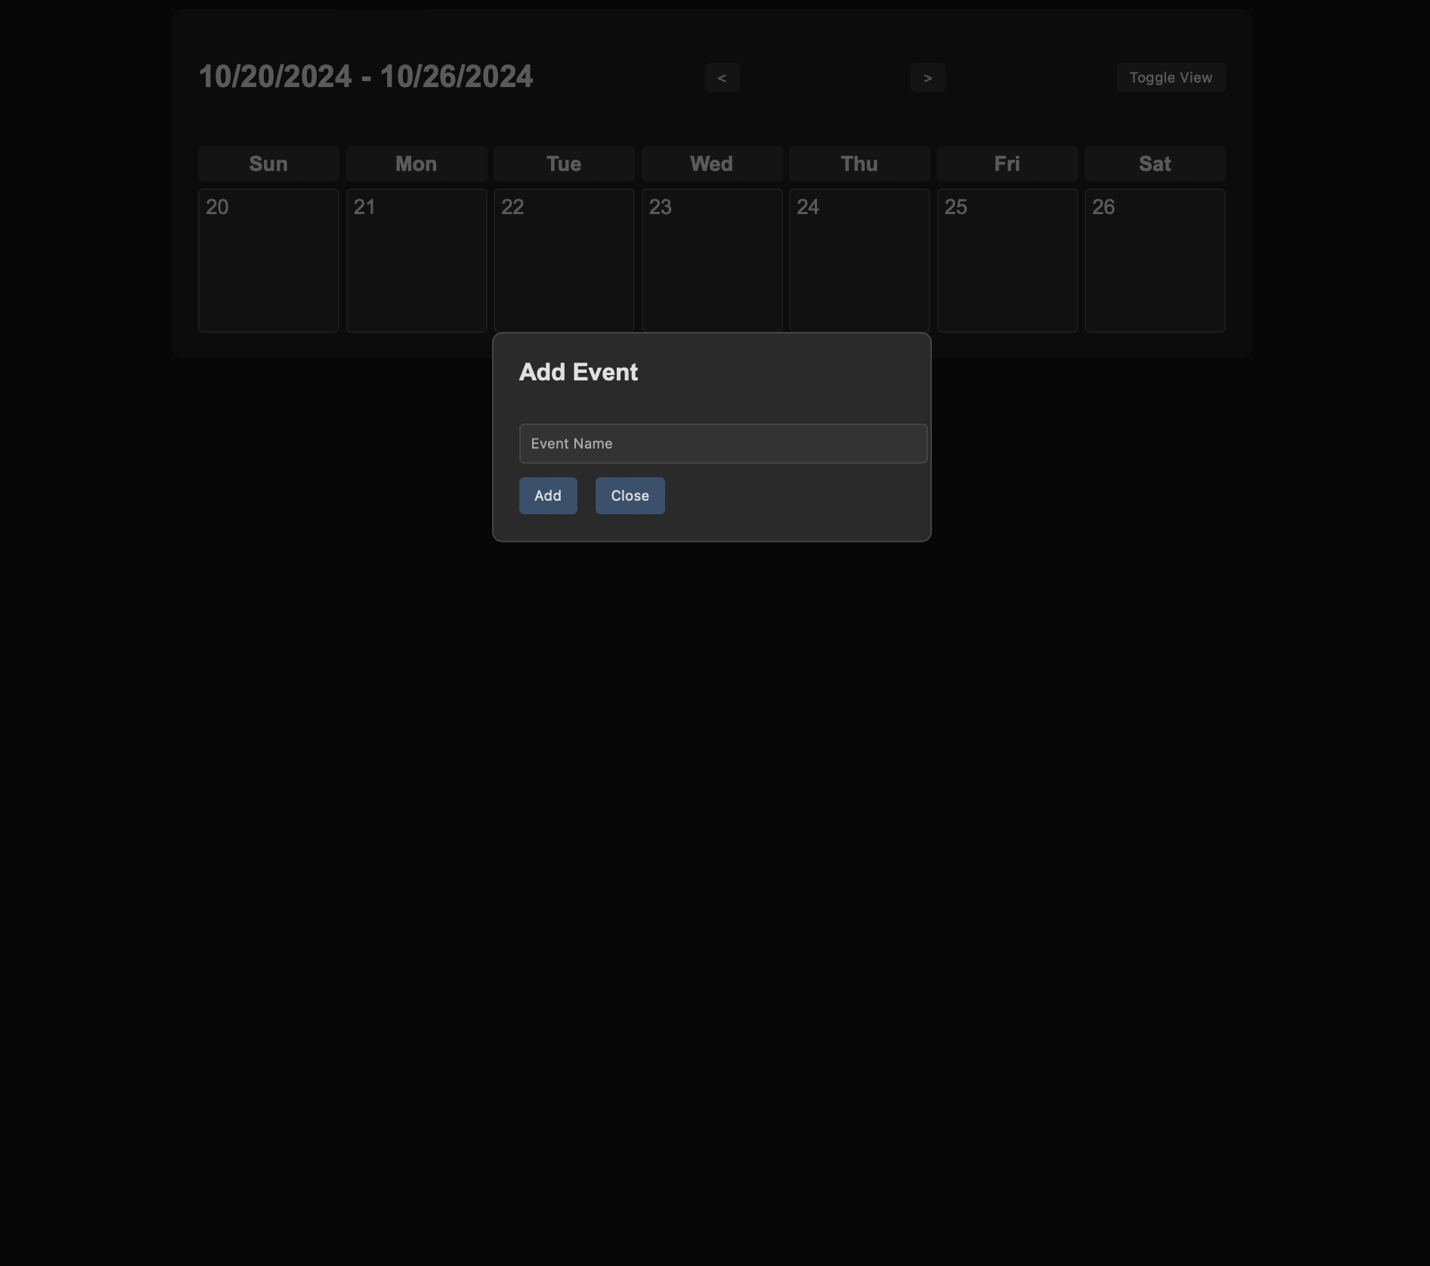 10/20/2024 - 10/26/2024 < > Toggle View
Sun Mon Tue Wed Thu Fri Sat
20 21 22 23 24 25 26
Add Event
Event Name
Add Close